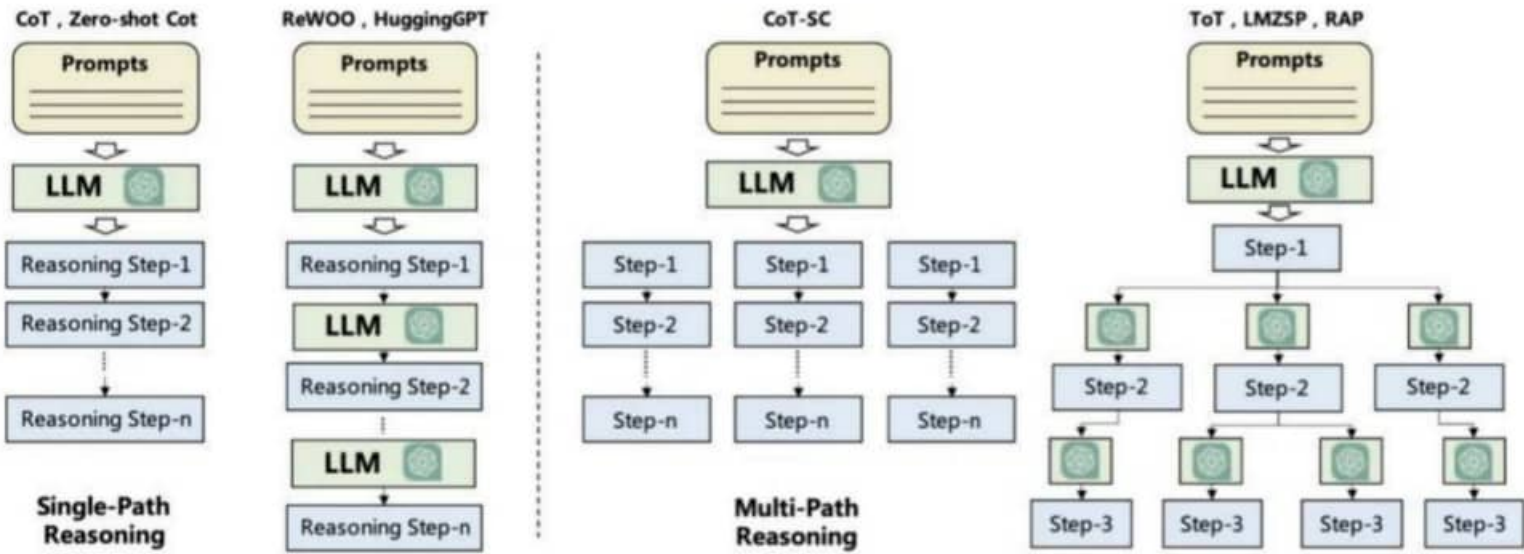 CoT , Zero-shot Cot
Prompts
LLM
Reasoning Step-1
Reasoning Step-2
Reasoning Step-n
ReWOO , HuggingGPT
Prompts
LLM
Reasoning Step-1
LLM
Reasoning Step-2
LLM
Reasoning Step-n
Single-Path
Reasoning
CoT-SC
Prompts
LLM
Step-1 Step-1 Step-1
Step-2 Step-2 Step-2
Step-n Step-n Step-n
Multi-Path
Reasoning
ToT , LMZSP , RAP
Prompts
LLM
Step-1
Step-2 Step-2 Step-2
Step-3 Step-3 Step-3 Step-3